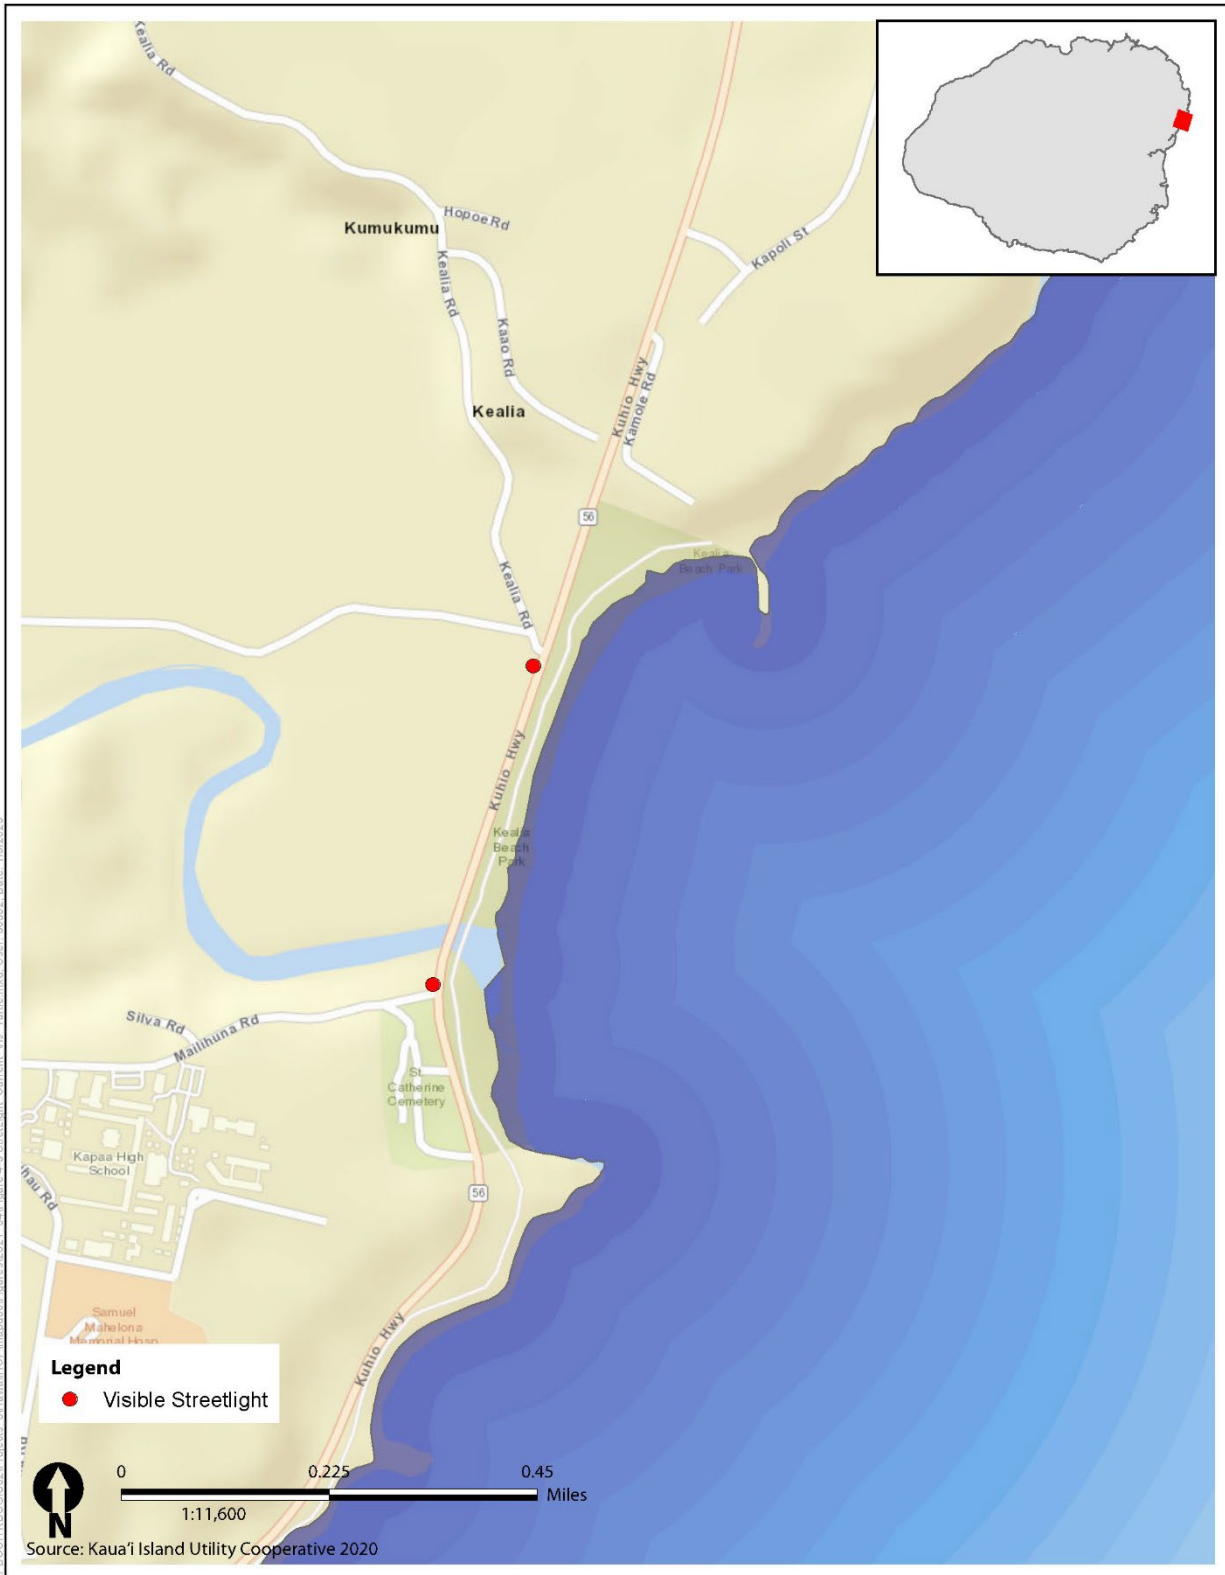 Kealia Rd
Hopoe Rd
Kumukumu
Kapoli St
Kealia Rd
Kaao Rd
Kuhio Hwy
Kamole Rd
Kealia
56
Kealia
Beach Park
Kealia Rd
Kuhio Hwy
Kealia
Beach
Park
Silva Rd
Mailihuna Rd
St.
Catherine
Cemetery
Kapaa High
School
56
Samuel
Mahelona
Memorial Hosp
Kuhio Hwy
Legend
Visible Streetlight
0 0.225 0.45
Miles
1:11,600
N
Source: Kaua‘i Island Utility Cooperative 2020